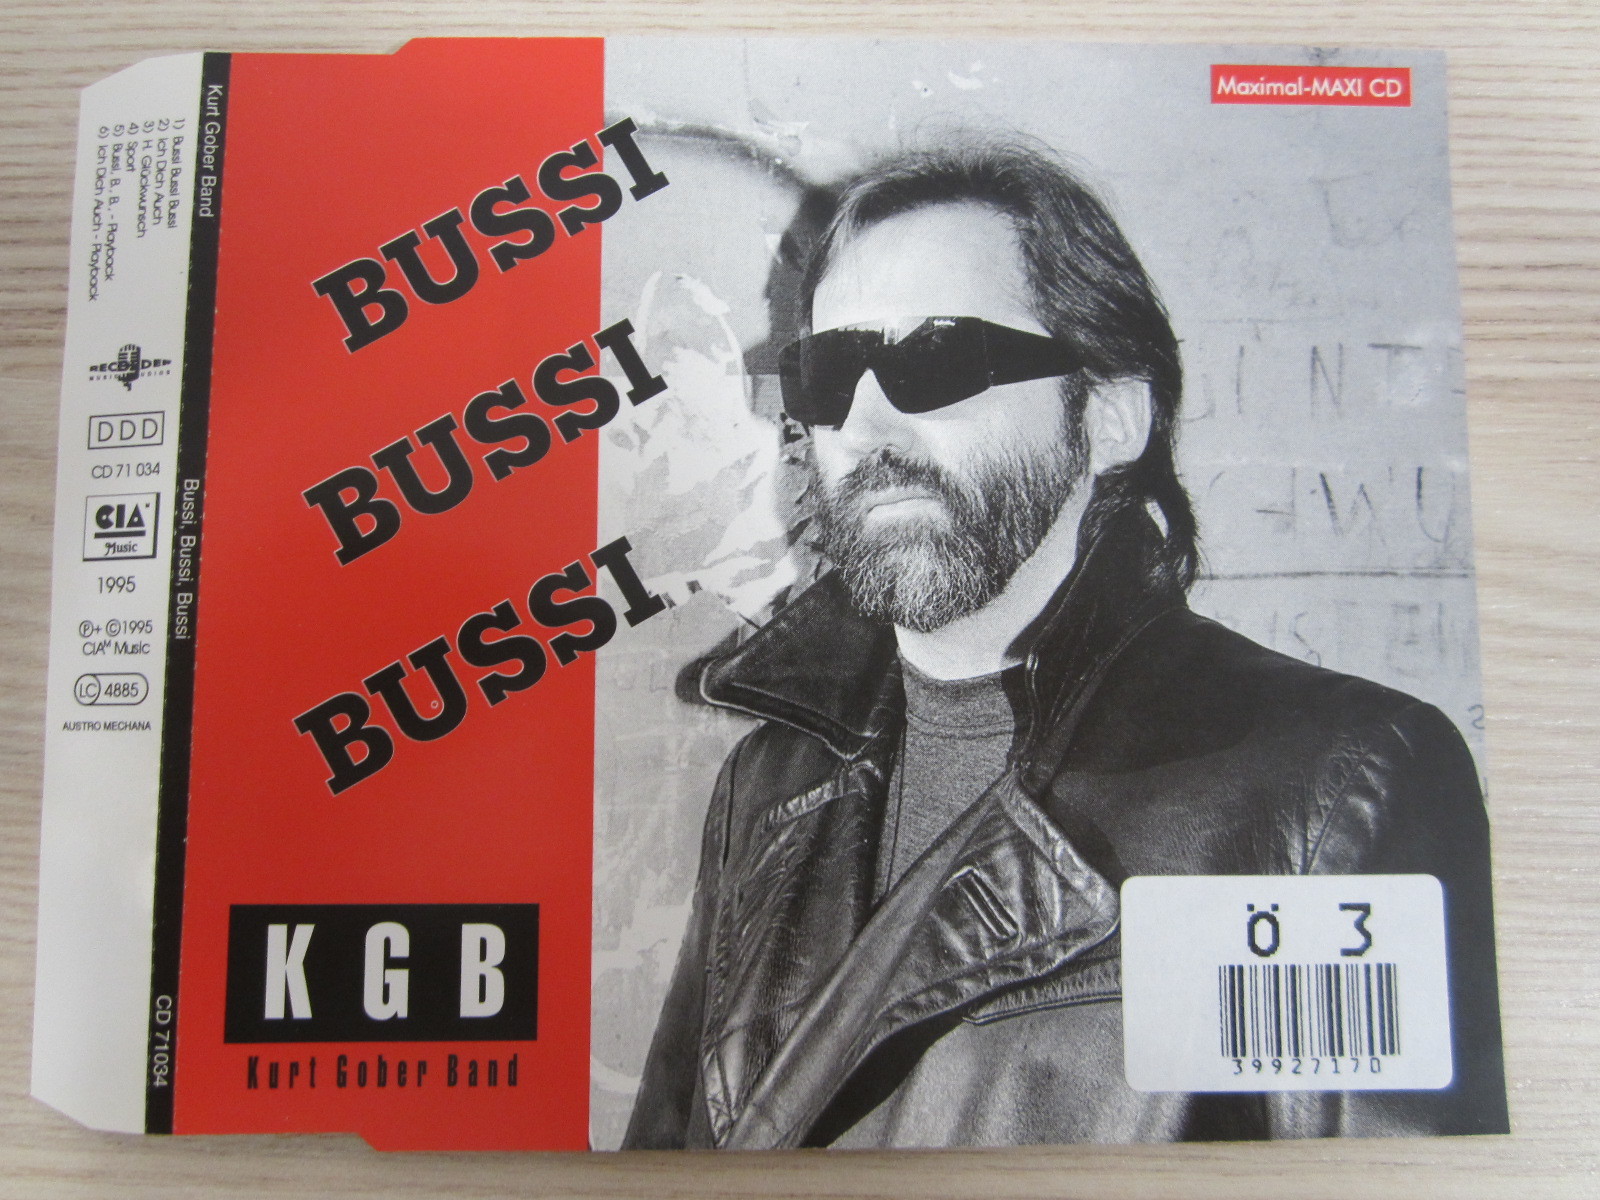 Kurt Gober Band
1) Bussi Bussi Bussi
2) Ich Dich Auch
3) H. Glückwunsch
4) Sport
5) Bussi, B., B., - Playback
6) Ich Dich Auch - Playback
DDD
CD 71 034
CIA
Music
1995
℗+ ©1995
CIA™ Music
LC 4885
AUSTRO MECHANA
Bussi, Bussi, Bussi
CD 71034
BUSSI
BUSSI
BUSSI
KGB
Kurt Gober Band
Maximal-MAXI CD
Ö 3
39927170